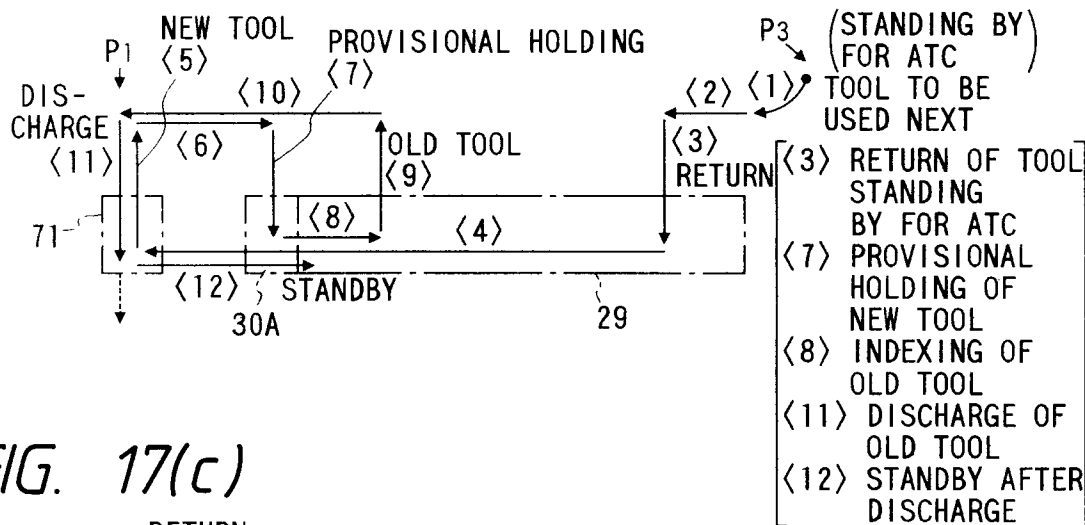 NEW TOOL
P1
⟨5⟩
PROVISIONAL HOLDING
⟨7⟩
P3
(STANDING BY
FOR ATC)
TOOL TO BE
USED NEXT
DIS-
CHARGE
⟨11⟩
⟨10⟩
⟨6⟩
⟨2⟩
⟨1⟩
OLD TOOL
⟨9⟩
⟨3⟩
RETURN
71
⟨8⟩
⟨4⟩
⟨12⟩
STANDBY
30A
29
⟨3⟩ RETURN OF TOOL
STANDING
BY FOR ATC
⟨7⟩ PROVISIONAL
HOLDING OF
NEW TOOL
⟨8⟩ INDEXING OF
OLD TOOL
⟨11⟩ DISCHARGE OF
OLD TOOL
⟨12⟩ STANDBY AFTER
DISCHARGE
FIG. 17(c)
RETURN